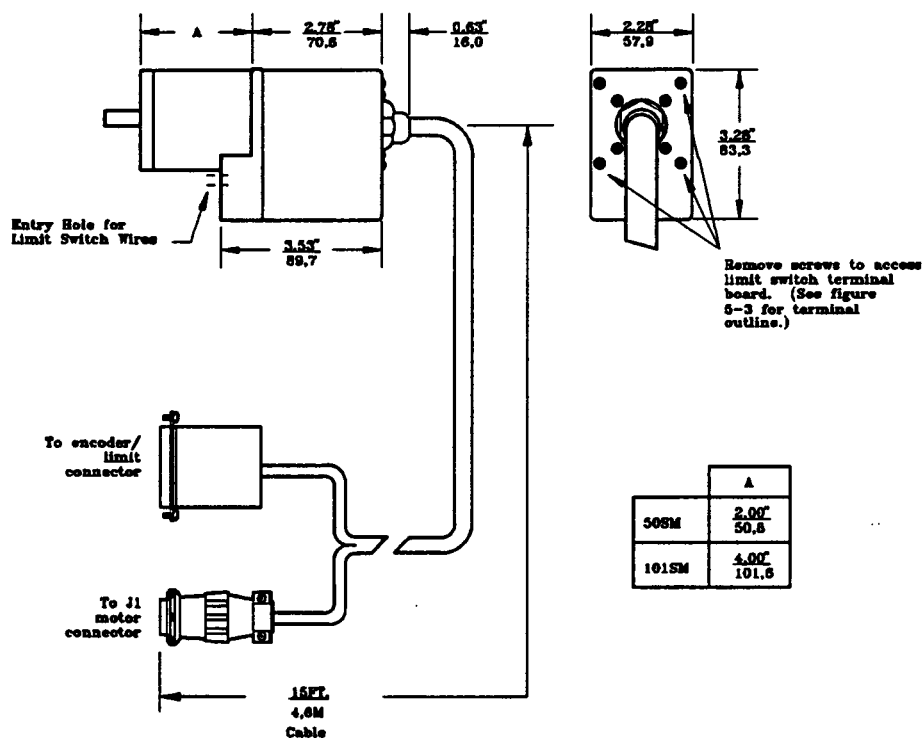 A
2.78"
70,6
0.63"
16,0
2.28"
57,9
3.28"
83,3
Entry Hole for
Limit Switch Wires
3.53"
89,7
Remove screws to access
limit switch terminal
board. (See figure
5-3 for terminal
outline.)
To encoder/
limit
connector
A
50SM
2.00"
50,8
101SM
4.00"
101,6
To J1
motor
connector
15FT.
4,6M
Cable